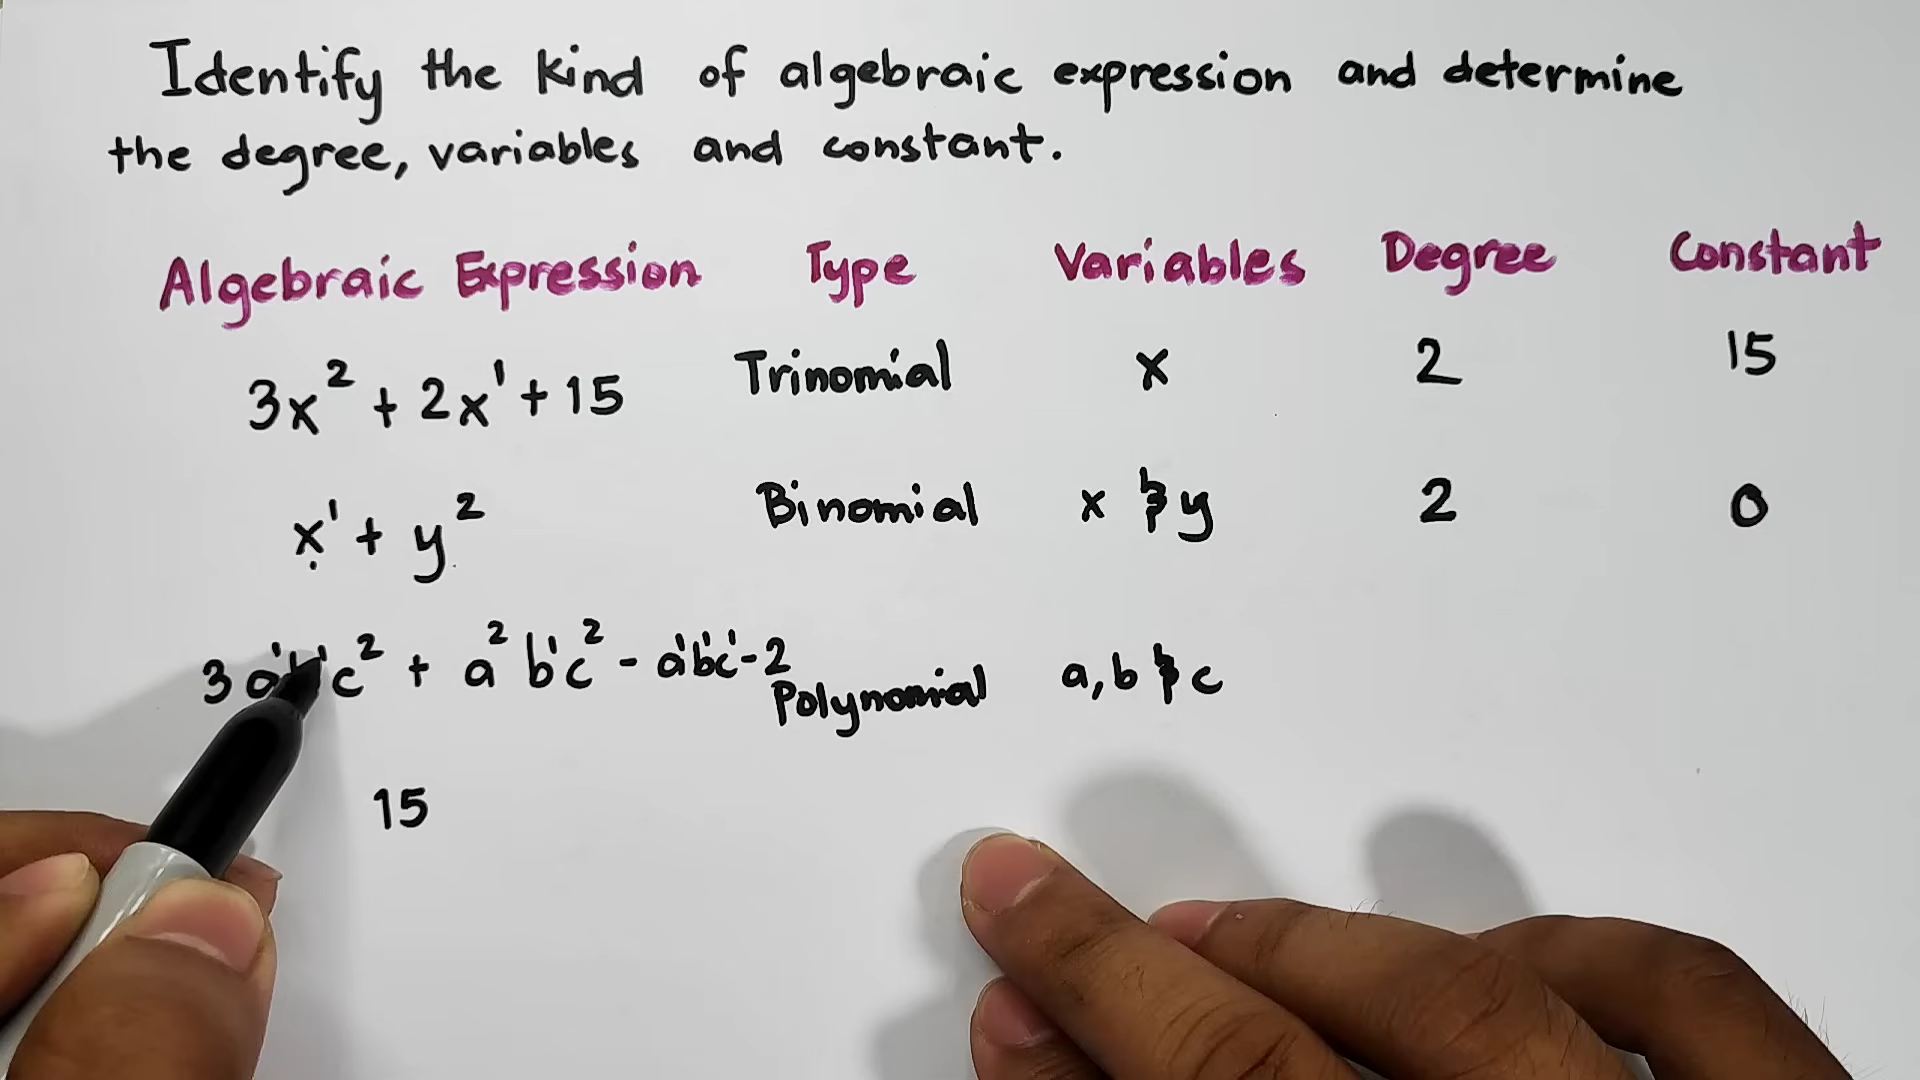 Identify the kind of algebraic expression and determine
the degree, variables and constant.
Algebraic Expression Type Variables Degree Constant
3x² + 2x¹ + 15 Trinomial x 2 15
x¹ + y² Binomial x & y 2 0
3a¹b¹c² + a²b¹c² - a¹b¹c¹ - 2 Polynomial a, b & c
15